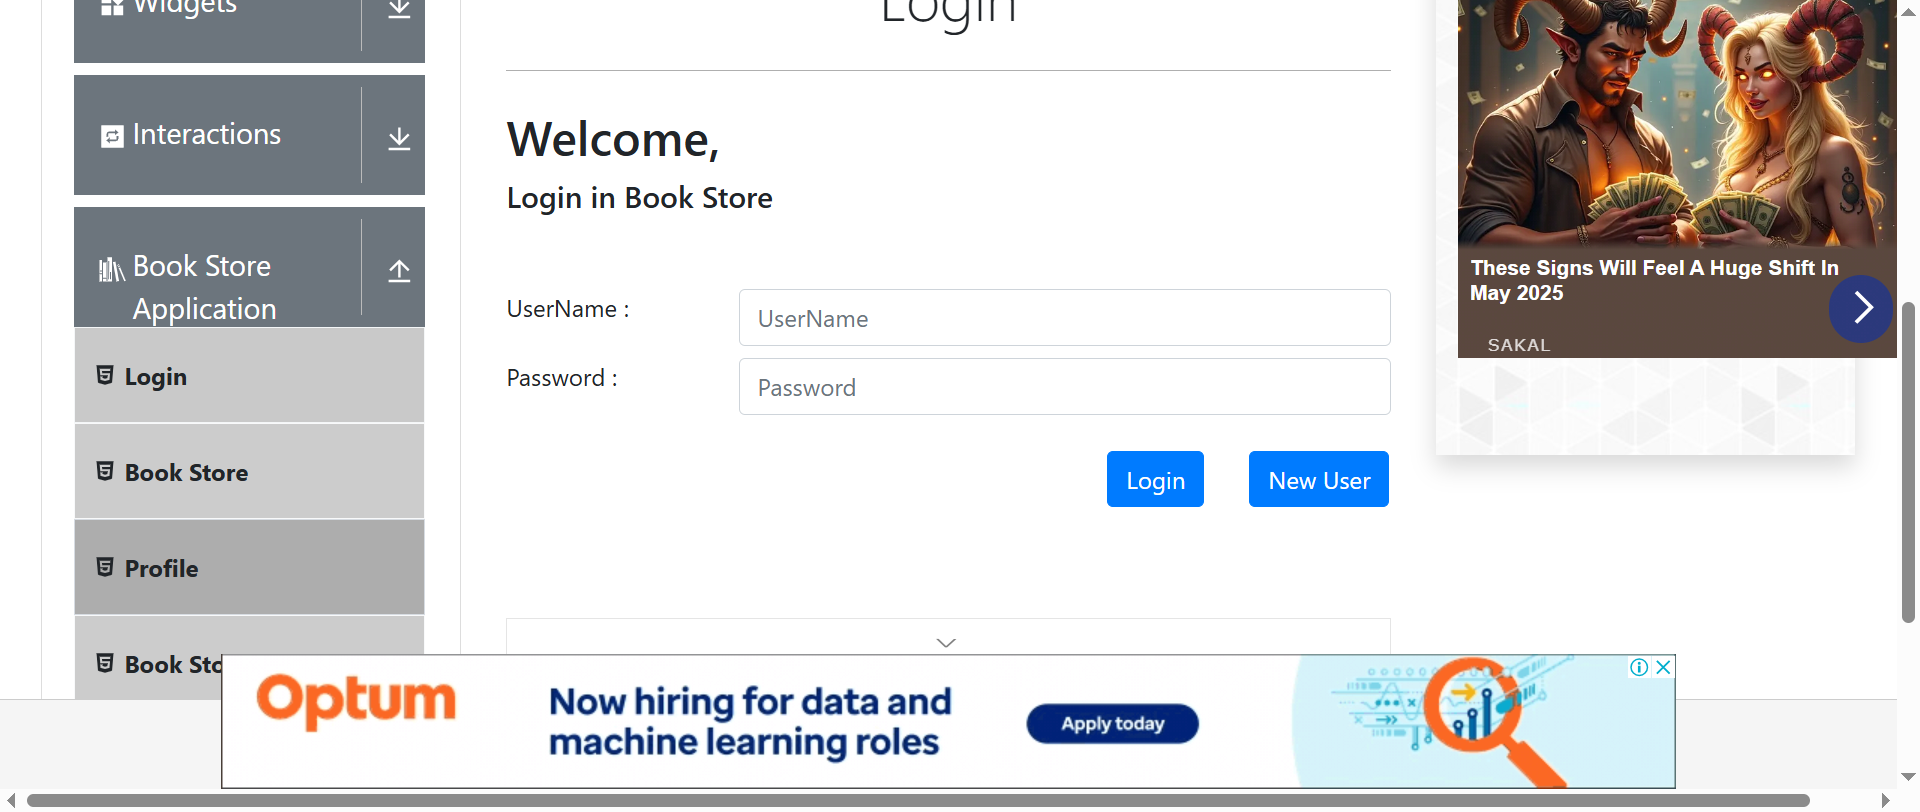 Widgets
Interactions
Book Store
Application
Login
Book Store
Profile
Book Sto
Login
Welcome,
Login in Book Store
UserName :
UserName
Password :
Password
Login
New User
These Signs Will Feel A Huge Shift In
May 2025
SAKAL
Optum
Now hiring for data and
machine learning roles
Apply today